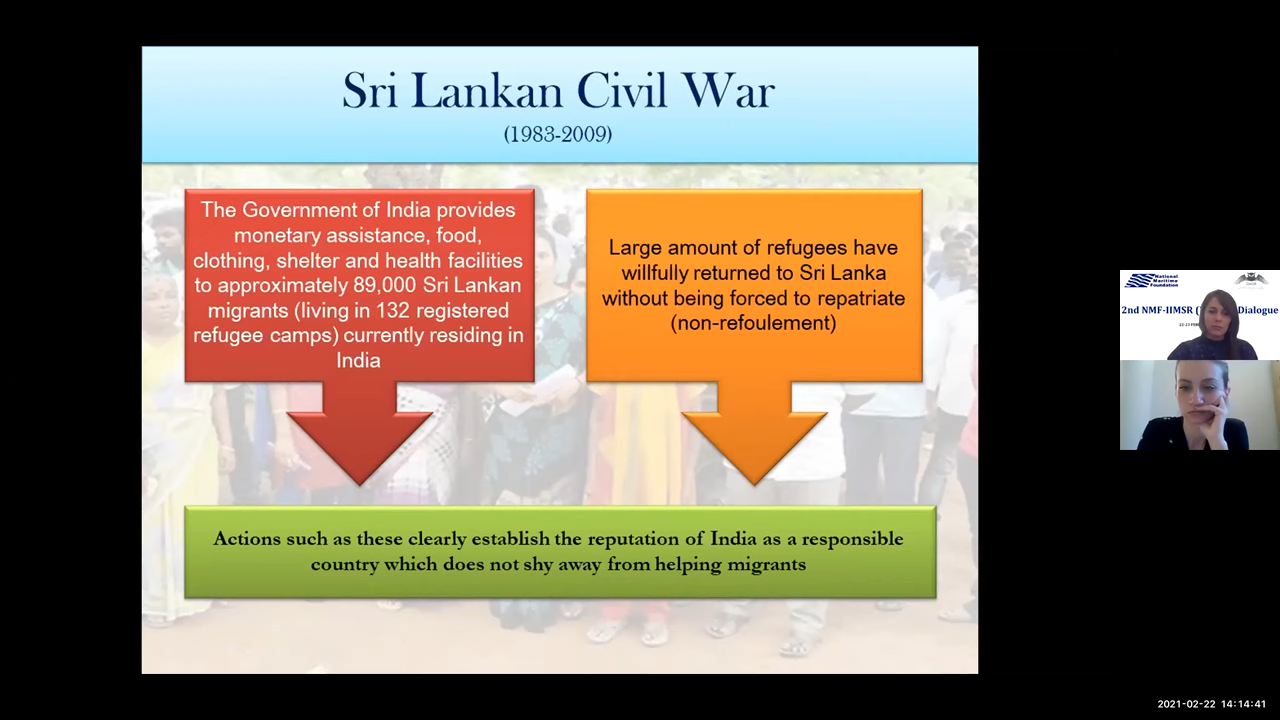 Sri Lankan Civil War
(1983-2009)
The Government of India provides
monetary assistance, food,
clothing, shelter and health facilities
to approximately 89,000 Sri Lankan
migrants (living in 132 registered
refugee camps) currently residing in
India
Large amount of refugees have
willfully returned to Sri Lanka
without being forced to repatriate
(non-refoulement)
Actions such as these clearly establish the reputation of India as a responsible
country which does not shy away from helping migrants
National
Maritime
Foundation
2nd NMF-IIMSR ( Dialogue
2021-02-22 14:14:41